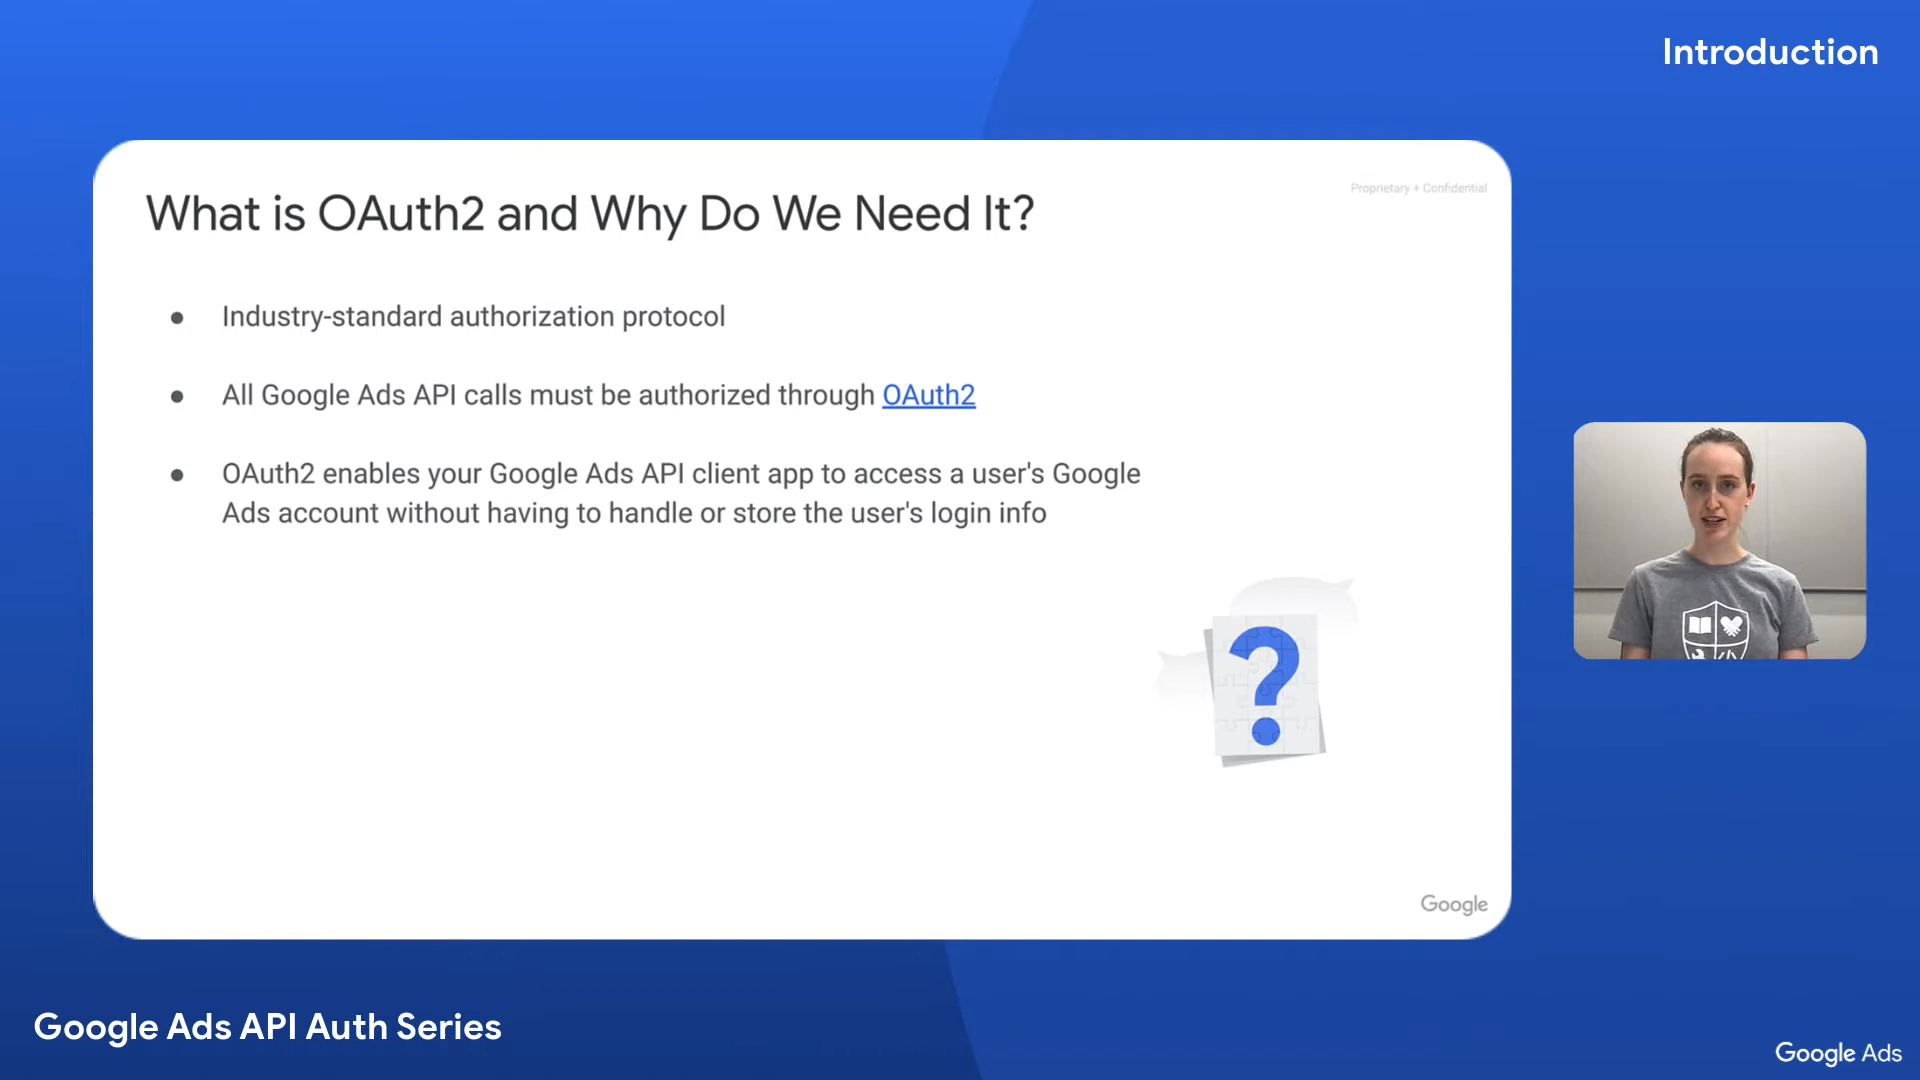 Introduction
Proprietary + Confidential
What is OAuth2 and Why Do We Need It?
● Industry-standard authorization protocol
● All Google Ads API calls must be authorized through OAuth2
● OAuth2 enables your Google Ads API client app to access a user's Google
Ads account without having to handle or store the user's login info
?
Google
Google Ads API Auth Series
Google Ads